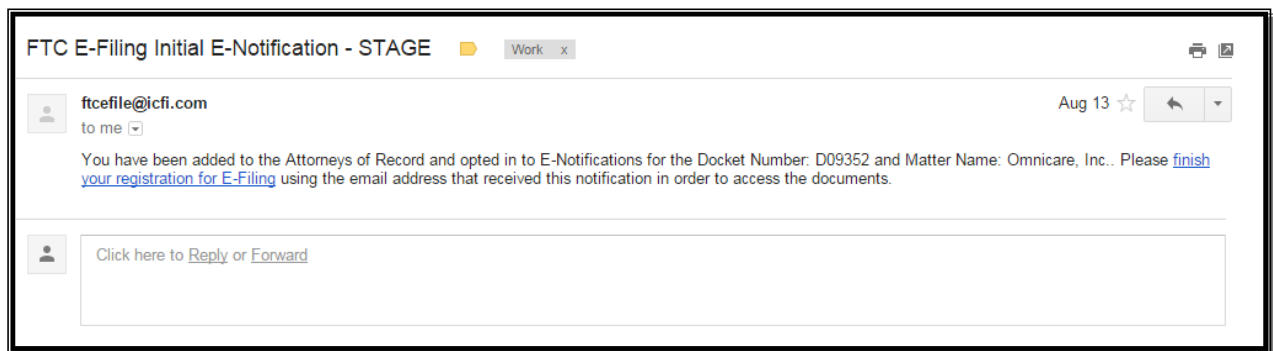 FTC E-Filing Initial E-Notification - STAGE Work x
ftcefile@icfi.com Aug 13
to me
You have been added to the Attorneys of Record and opted in to E-Notifications for the Docket Number: D09352 and Matter Name: Omnicare, Inc.. Please finish
your registration for E-Filing using the email address that received this notification in order to access the documents.
Click here to Reply or Forward